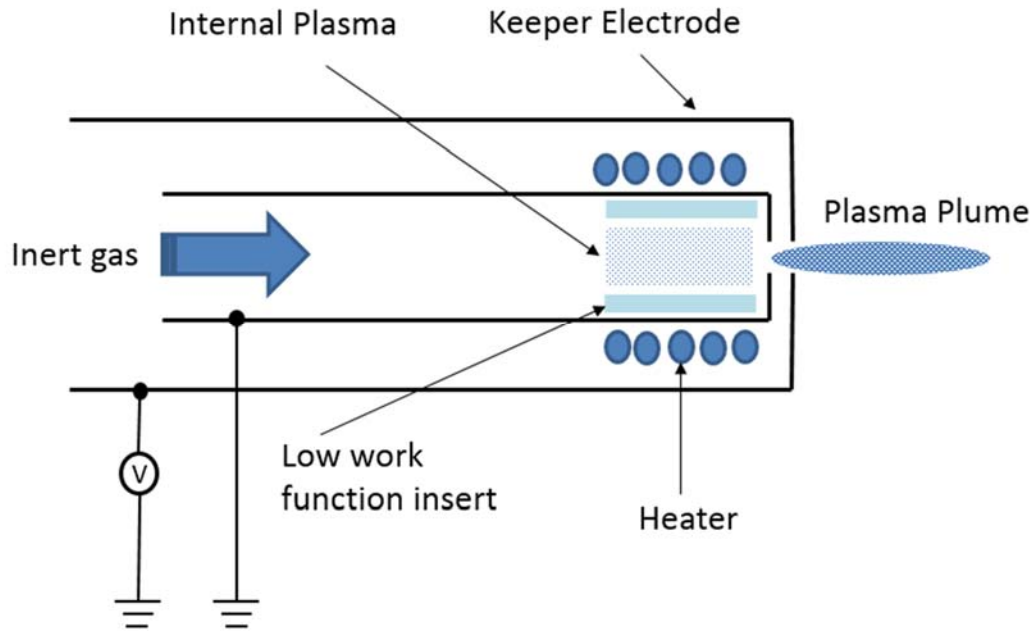 Internal Plasma
Keeper Electrode
Plasma Plume
Inert gas
V
Low work
function insert
Heater